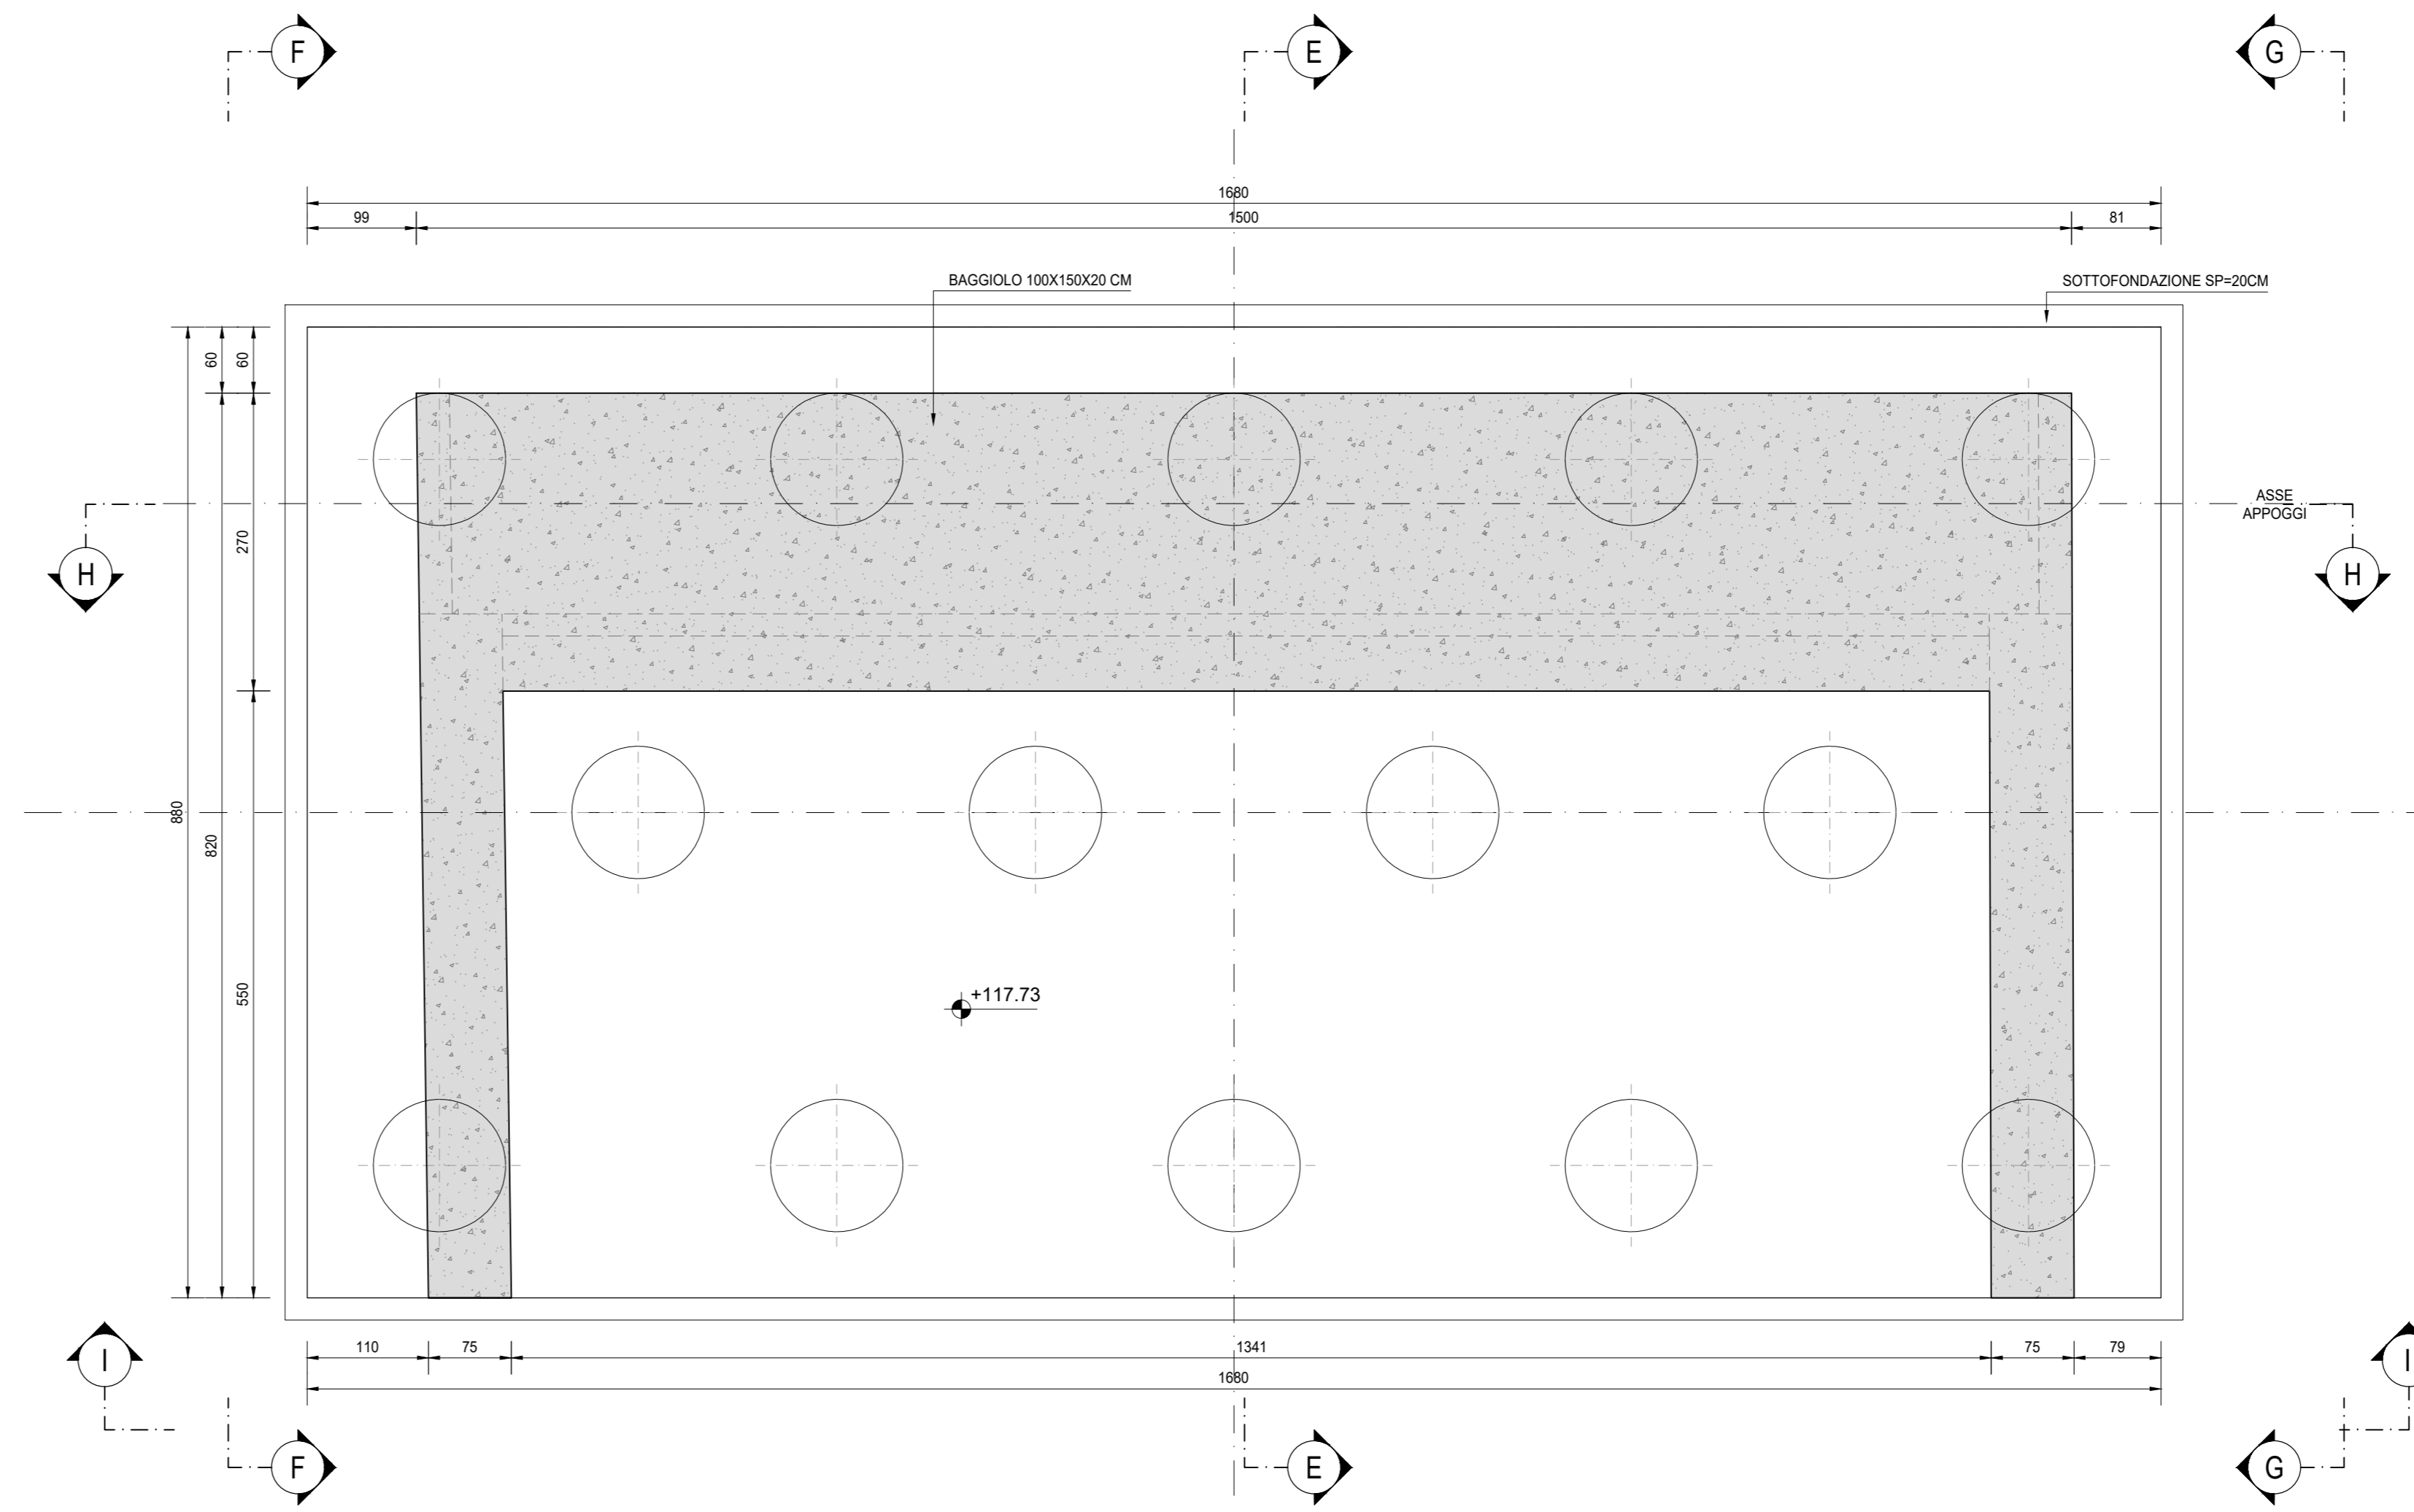 F
E
G
1680
99
1500
81
BAGGIOLO 100X150X20 CM
SOTTOFONDAZIONE SP=20CM
60
60
ASSE
APPOGGI
270
H
H
880
820
550
+117.73
110
75
1341
75
79
1680
I
I
F
E
G